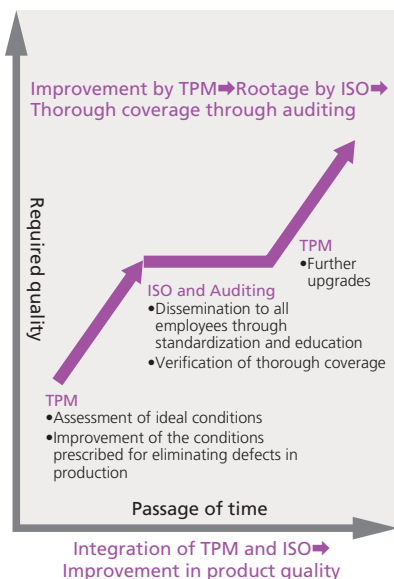 Improvement by TPM➡Rootage by ISO➡
Thorough coverage through auditing
Required quality
TPM
•Further
upgrades
ISO and Auditing
•Dissemination to all
employees through
standardization and education
•Verification of thorough coverage
TPM
•Assessment of ideal conditions
•Improvement of the conditions
prescribed for eliminating defects in
production
Passage of time
Integration of TPM and ISO➡
Improvement in product quality